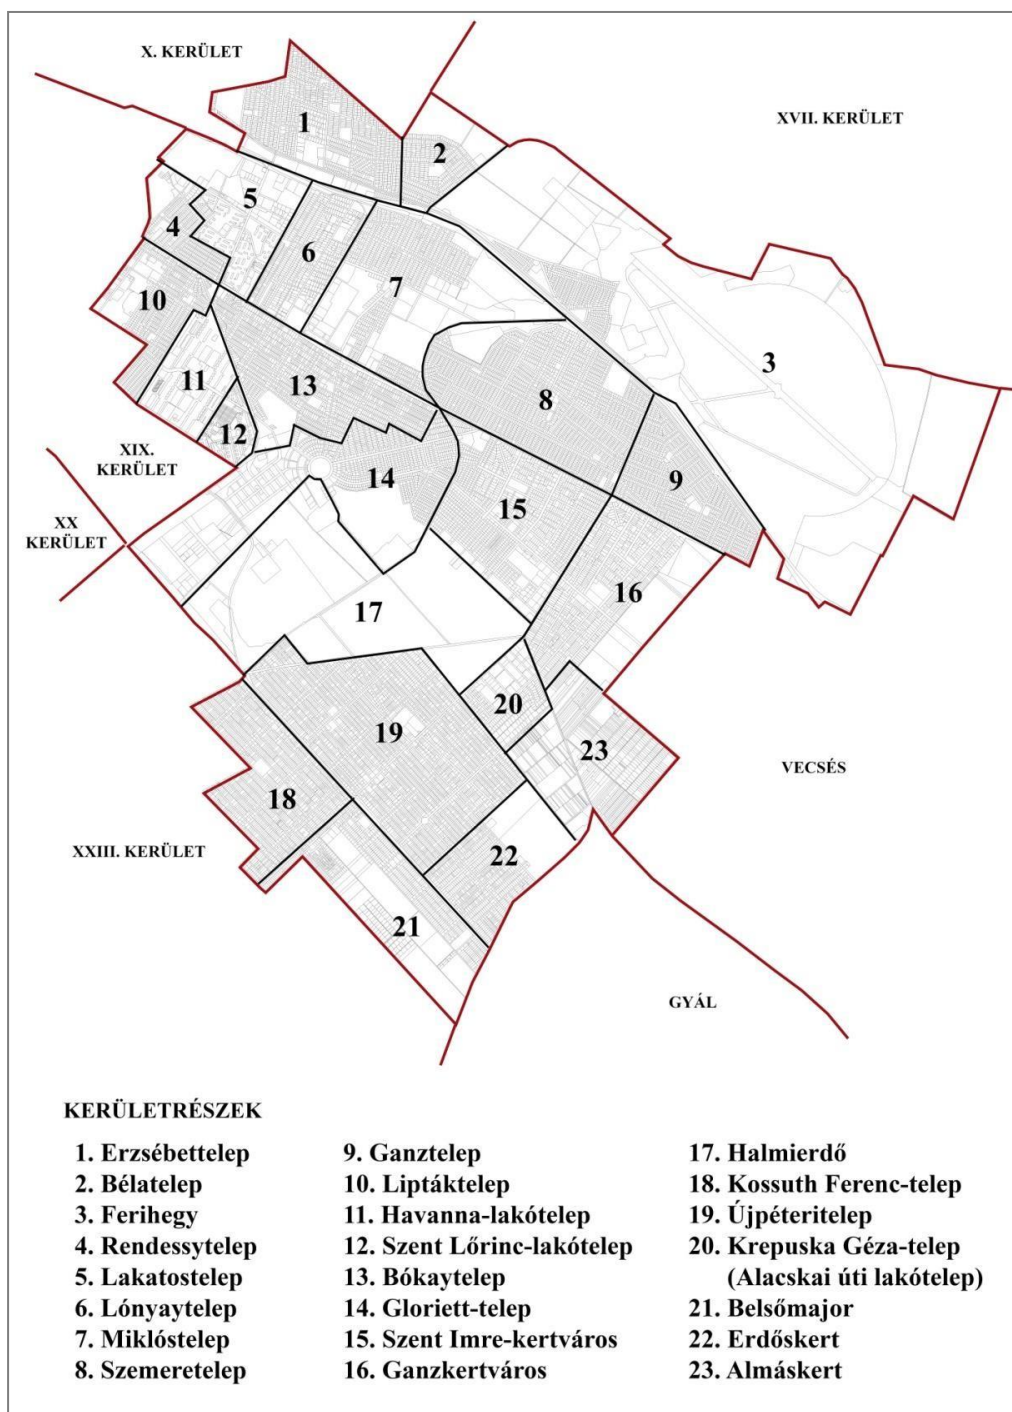 X. KERÜLET
XVII. KERÜLET
1
2
5
4
6
7
10
3
11
13
8
12
XIX.
KERÜLET
14
9
15
XX
KERÜLET
16
17
20
19
23
VECSÉS
18
XXIII. KERÜLET
22
21
GYÁL
KERÜLETRÉSZEK
1. Erzsébettelep
2. Bélatelep
3. Ferihegy
4. Rendessytelep
5. Lakatostelep
6. Lónyaytelep
7. Miklóstelep
8. Szemeretelep
9. Ganztelep
10. Liptáktelep
11. Havanna-lakótelep
12. Szent Lőrinc-lakótelep
13. Bókaytelep
14. Gloriett-telep
15. Szent Imre-kertváros
16. Ganzkertváros
17. Halmierdő
18. Kossuth Ferenc-telep
19. Újpéteritelep
20. Krepuska Géza-telep
(Alacskai úti lakótelep)
21. Belsőmajor
22. Erdőskert
23. Almáskert